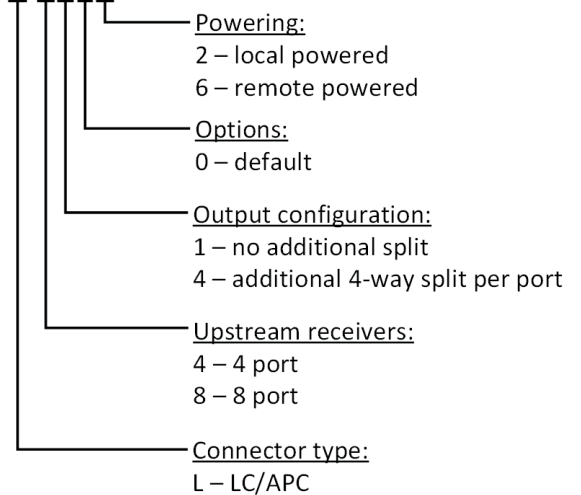 Powering:
2 – local powered
6 – remote powered
Options:
0 – default
Output configuration:
1 – no additional split
4 – additional 4-way split per port
Upstream receivers:
4 – 4 port
8 – 8 port
Connector type:
L – LC/APC